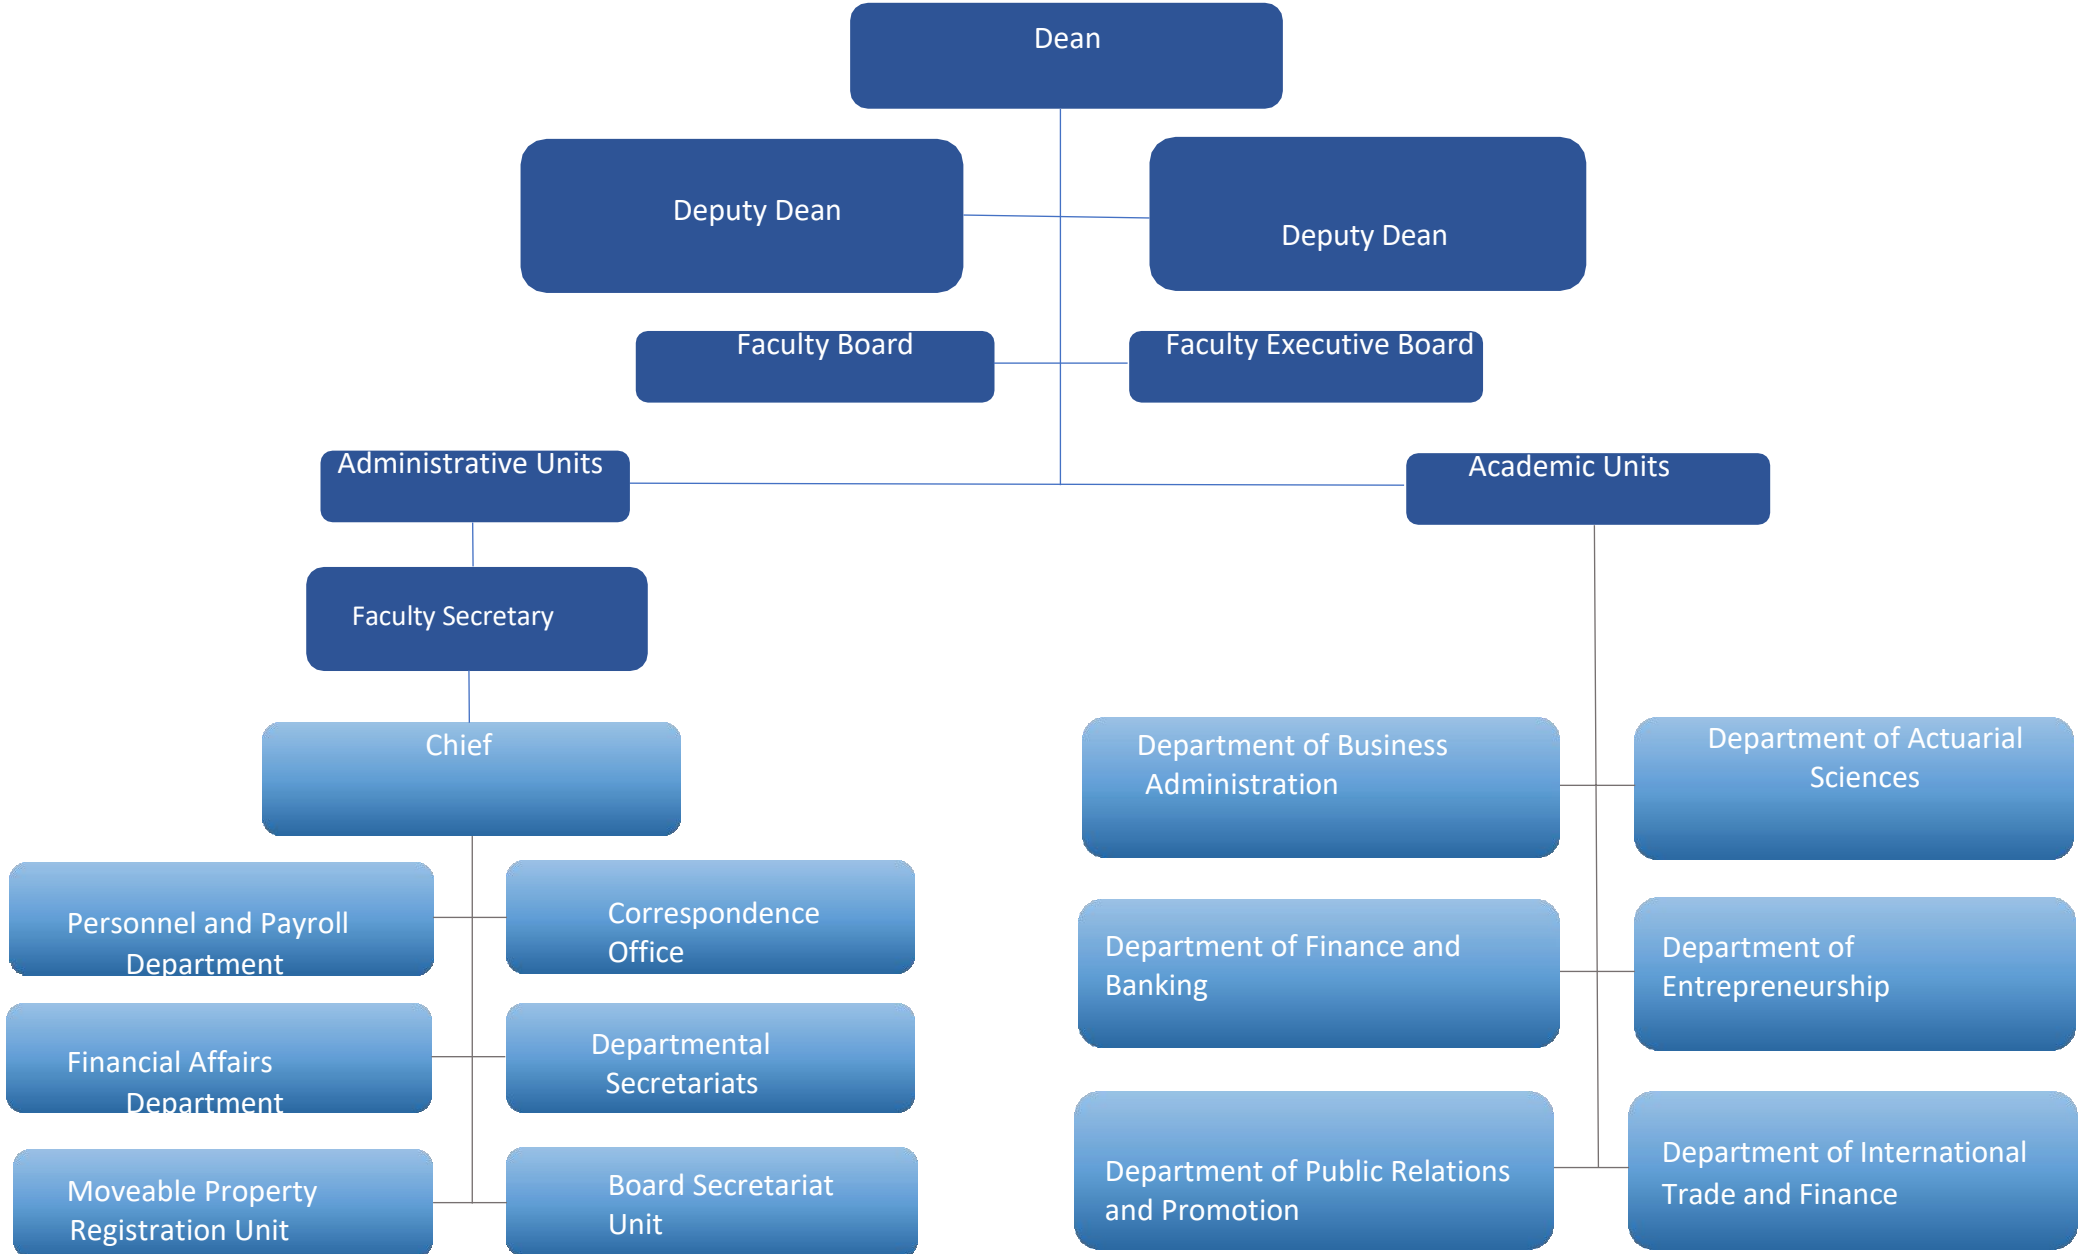 Dean
Deputy Dean
Deputy Dean
Faculty Board
Faculty Executive Board
Administrative Units
Academic Units
Faculty Secretary
Chief
Personnel and Payroll
Department
Correspondence
Office
Financial Affairs
Department
Departmental
Secretariats
Moveable Property
Registration Unit
Board Secretariat
Unit
Department of Business
Administration
Department of Actuarial
Sciences
Department of Finance and
Banking
Department of
Entrepreneurship
Department of Public Relations
and Promotion
Department of International
Trade and Finance